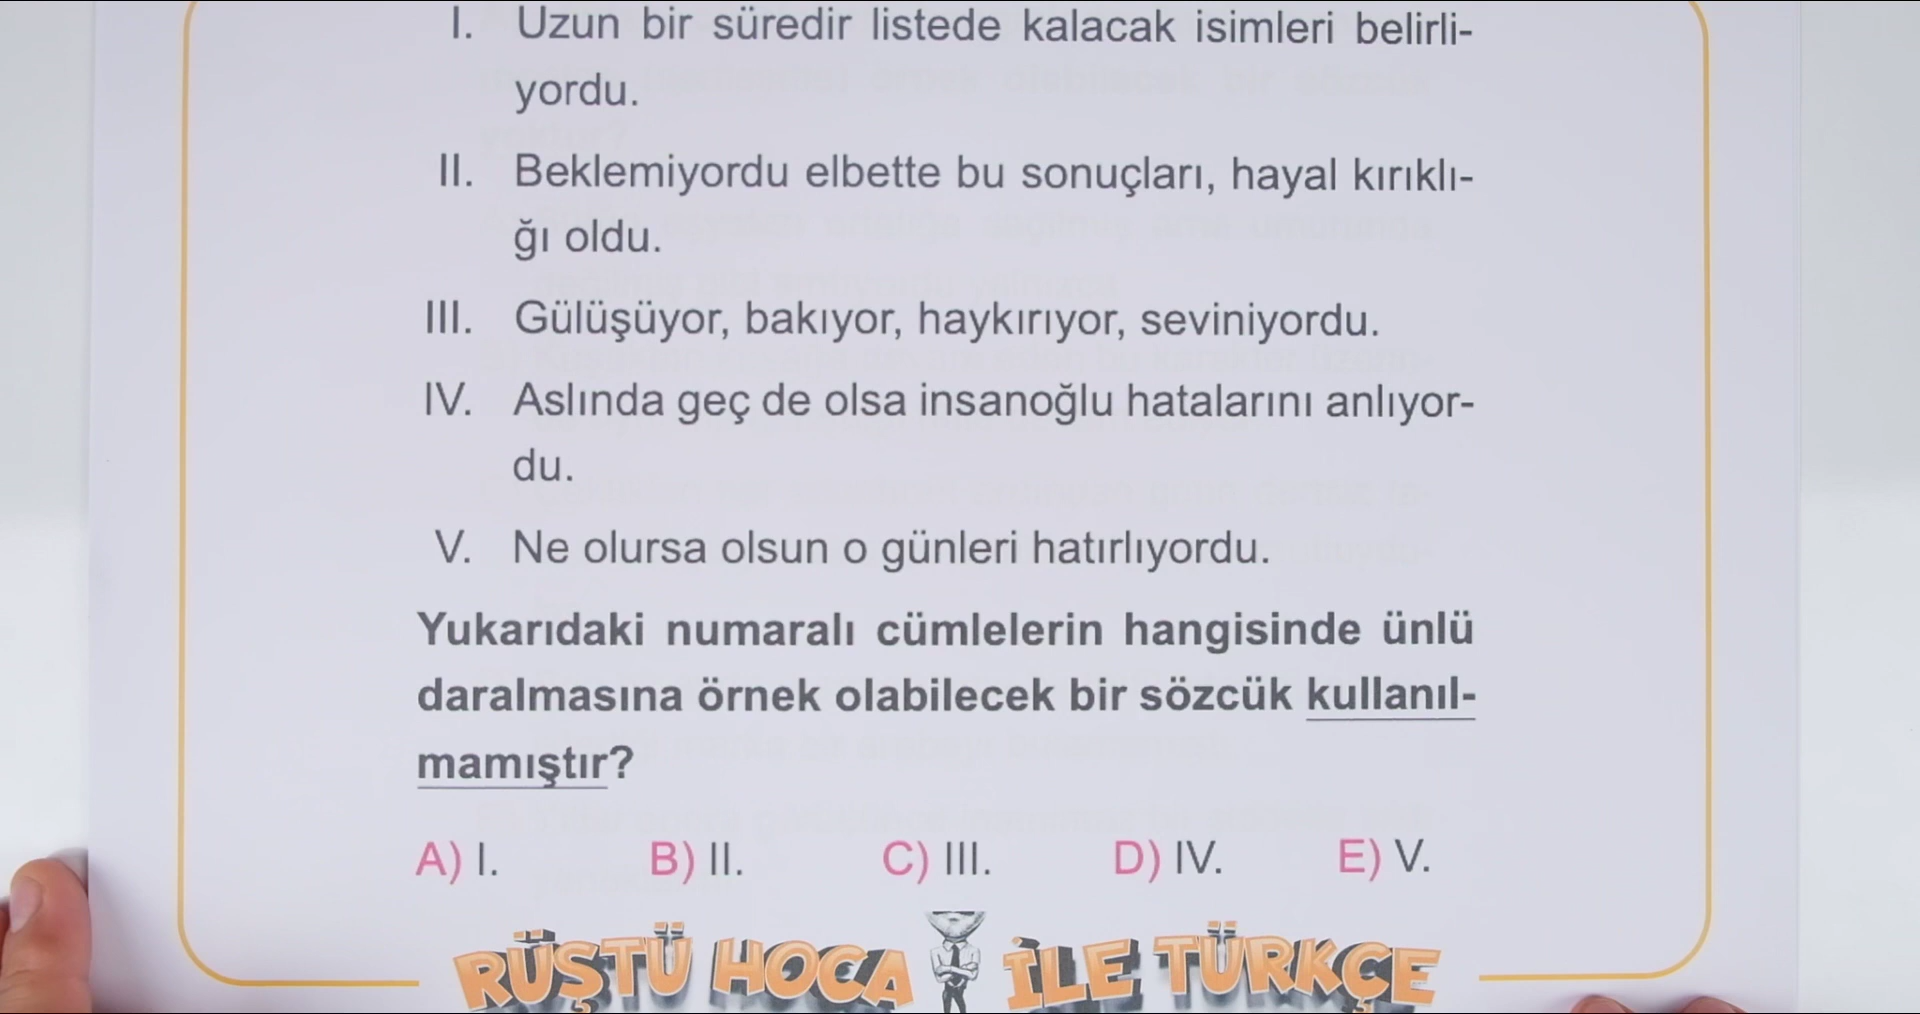 I. Uzun bir süredir listede kalacak isimleri belirli-
yordu.
II. Beklemiyordu elbette bu sonuçları, hayal kırıklı-
ğı oldu.
III. Gülüşüyor, bakıyor, haykırıyor, seviniyordu.
IV. Aslında geç de olsa insanoğlu hatalarını anlıyor-
du.
V. Ne olursa olsun o günleri hatırlıyordu.
Yukarıdaki numaralı cümlelerin hangisinde ünlü
daralmasına örnek olabilecek bir sözcük kullanıl-
mamıştır?
A) I. B) II. C) III. D) IV. E) V.
RÜŞTÜ HOCA İLE TÜRKÇE